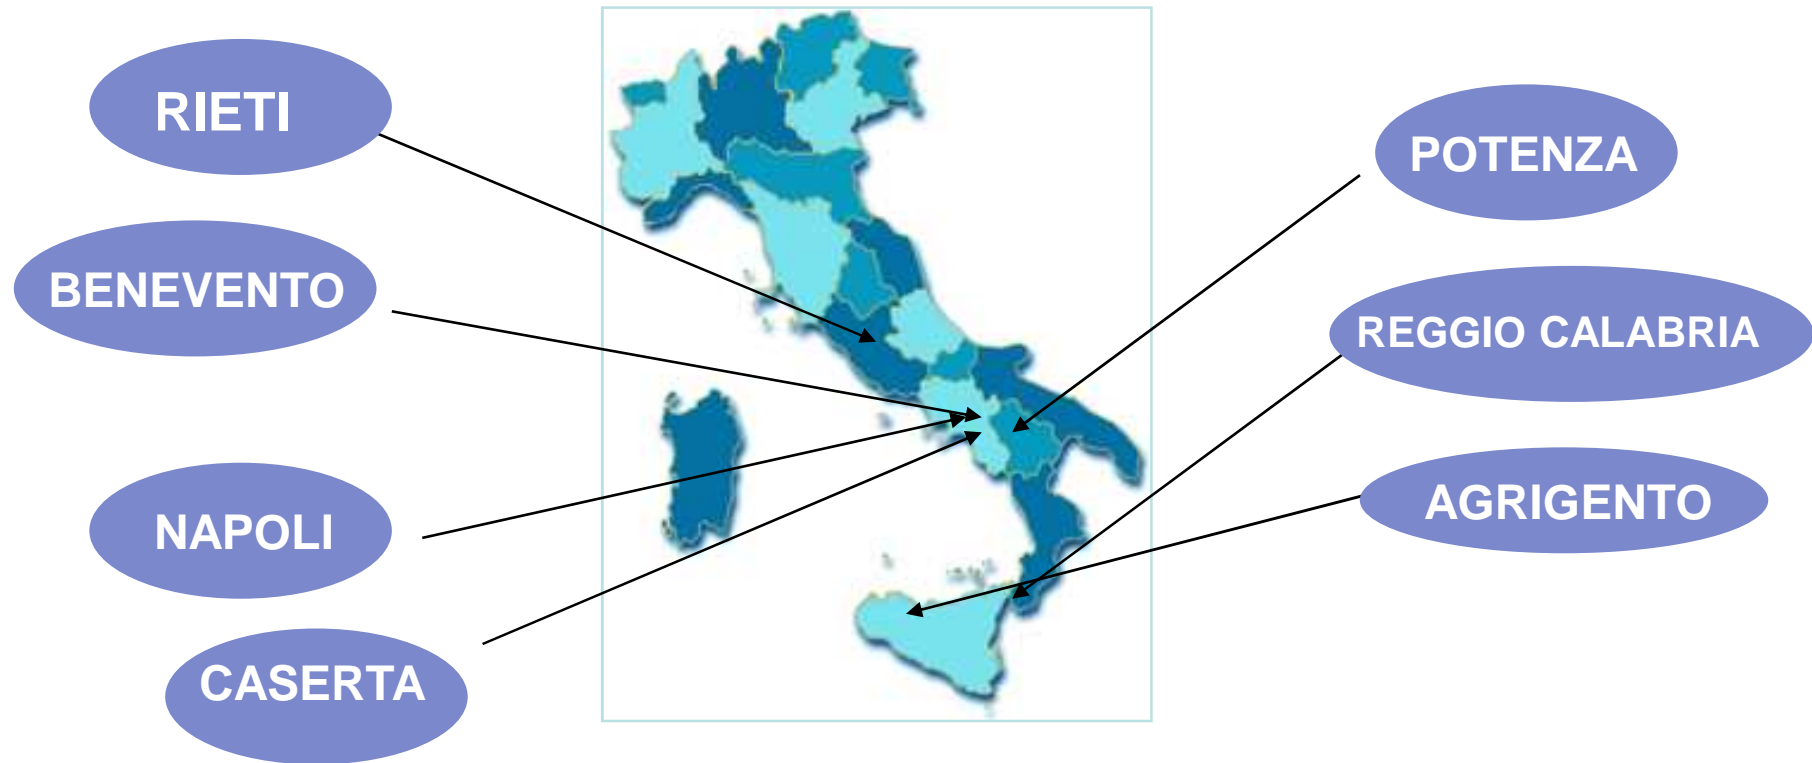 RIETI
BENEVENTO
NAPOLI
CASERTA
POTENZA
REGGIO CALABRIA
AGRIGENTO